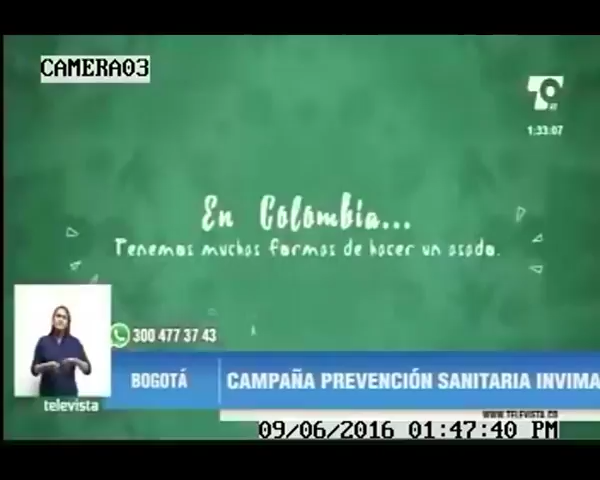 CAMERA03
1:33:07
En Colombia...
Tenemos muchas formas de hacer un asado.
300 477 37 43
BOGOTÁ
CAMPAÑA PREVENCIÓN SANITARIA INVIMA
televista
WWW.TELEVISTA.CO
09/06/2016 01:47:40 PM